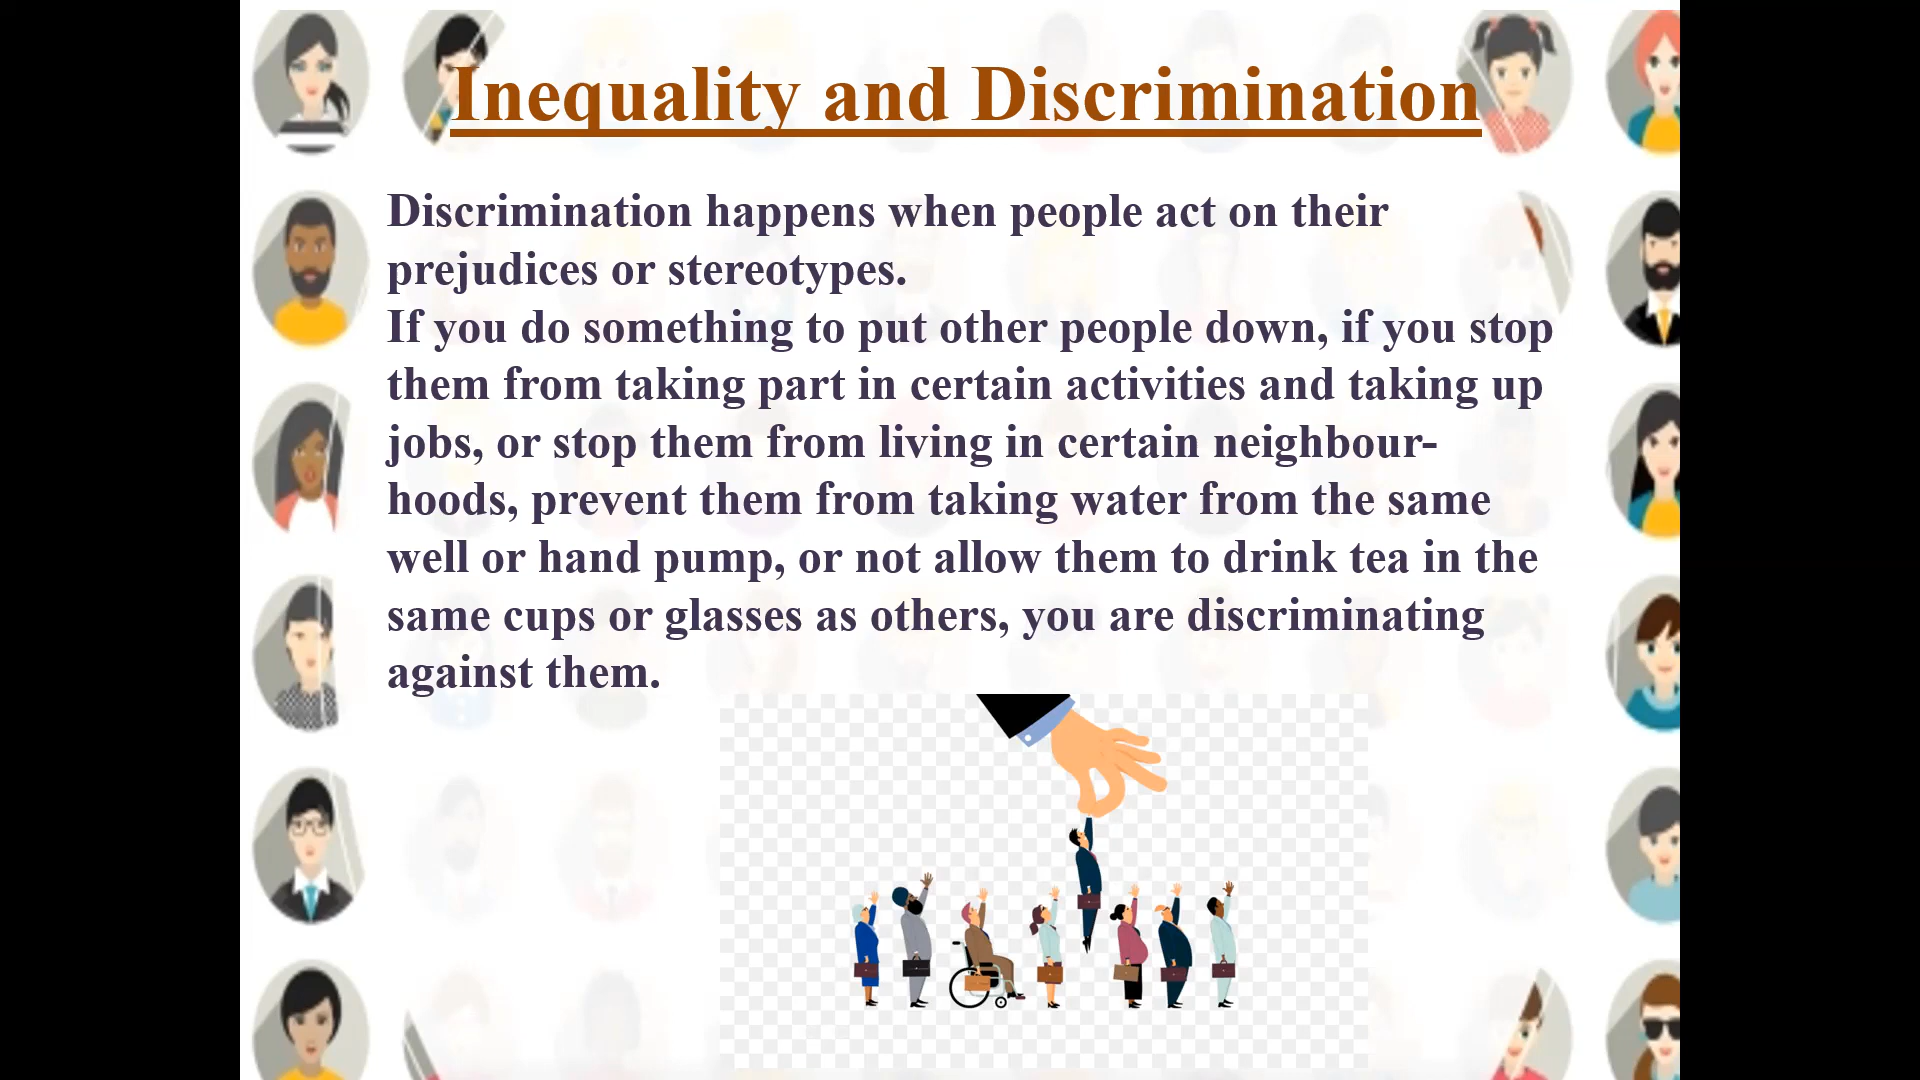 Inequality and Discrimination
Discrimination happens when people act on their
prejudices or stereotypes.
If you do something to put other people down, if you stop
them from taking part in certain activities and taking up
jobs, or stop them from living in certain neighbour-
hoods, prevent them from taking water from the same
well or hand pump, or not allow them to drink tea in the
same cups or glasses as others, you are discriminating
against them.